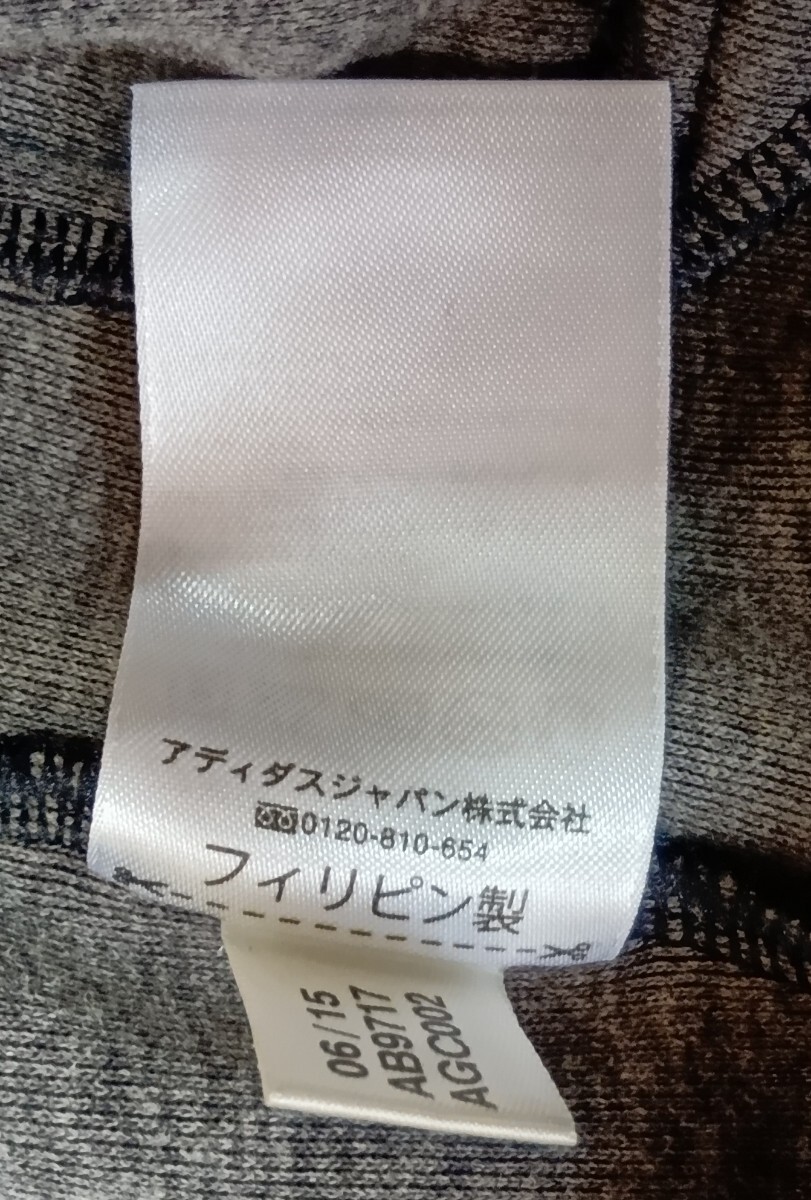 アディダスジャパン株式会社
0120-810-654
フィリピン製
06/15
AB9717
AGC002